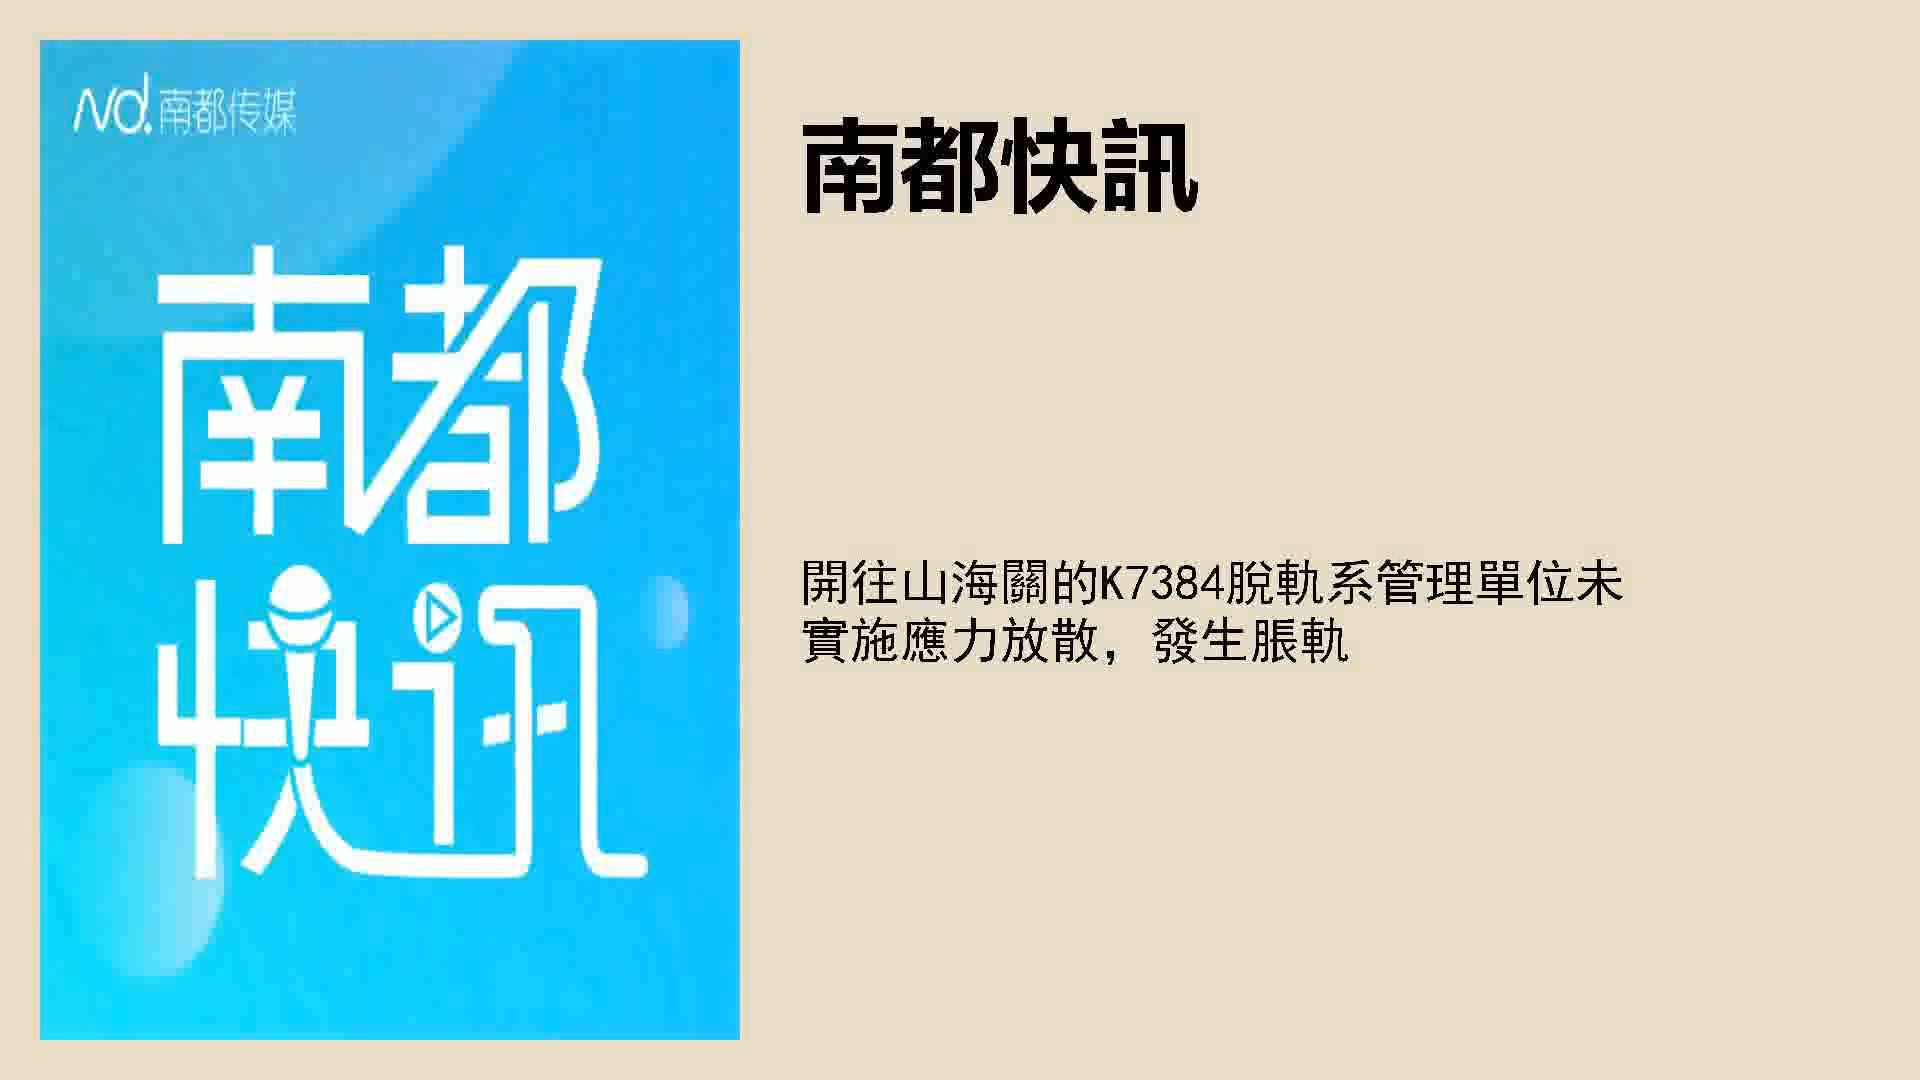 Nd.南都传媒
南都
快讯
南都快訊
開往山海關的K7384脫軌系管理單位未
實施應力放散，發生脹軌